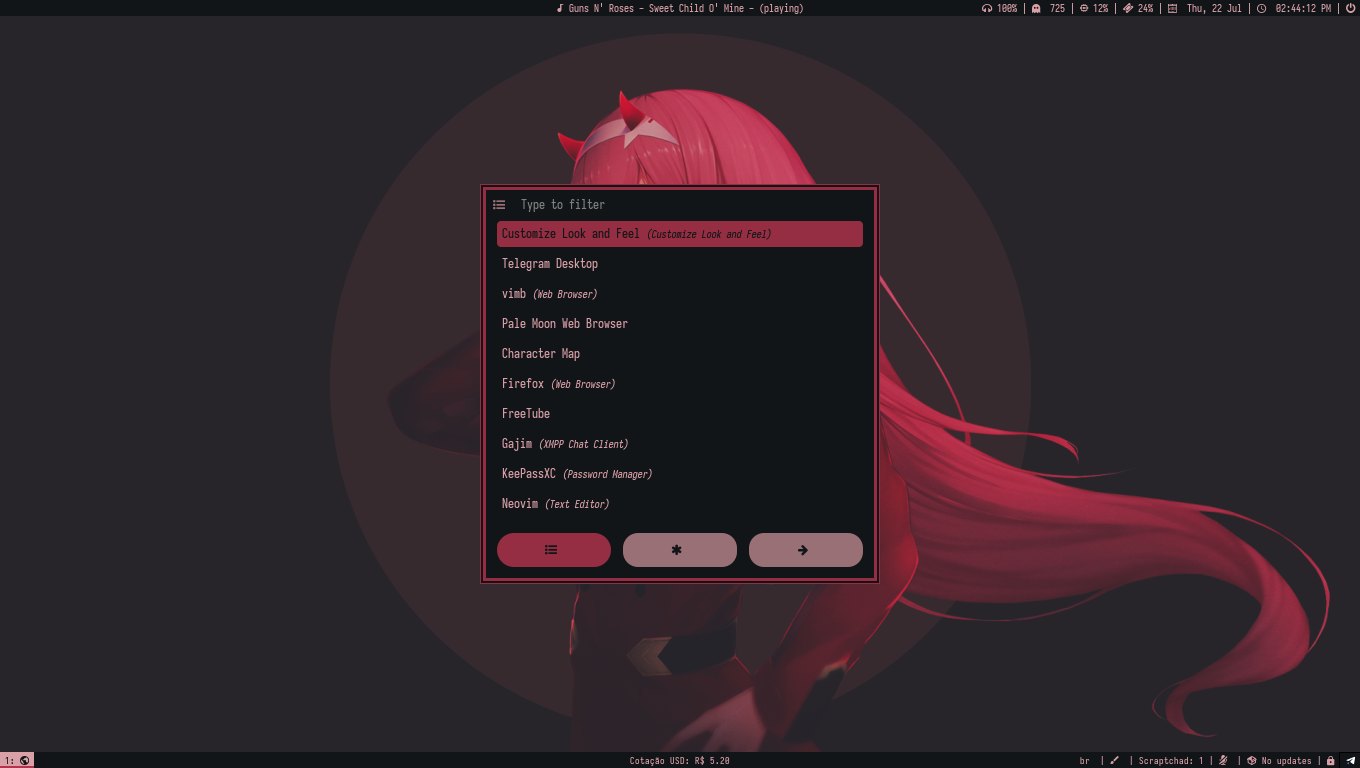 Guns N' Roses - Sweet Child O' Mine - (playing)
100% | 725 | 12% | 24% | Thu, 22 Jul | 02:44:12 PM |
Type to filter
Customize Look and Feel (Customize Look and Feel)
Telegram Desktop
vimb (Web Browser)
Pale Moon Web Browser
Character Map
Firefox (Web Browser)
FreeTube
Gajim (XMPP Chat Client)
KeePassXC (Password Manager)
Neovim (Text Editor)
1:
Cotação USD: R$ 5.20
br | | Scraptchad: 1 | | No updates | |